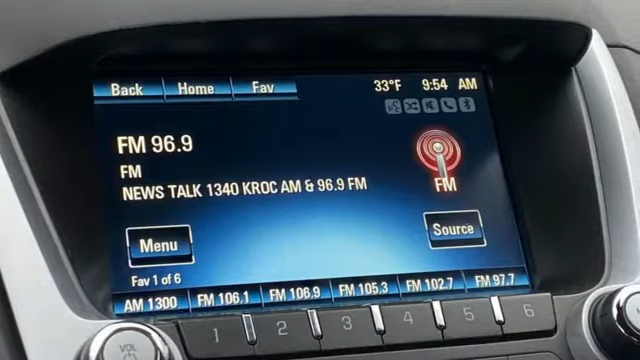 Back Home Fav 33°F 9:54 AM
FM 96.9
FM
NEWS TALK 1340 KROC AM & 96.9 FM
FM
Menu Source
Fav 1 of 6
AM 1300 FM 106.1 FM 106.9 FM 105.3 FM 102.7 FM 97.7
1 2 3 4 5 6
VOL